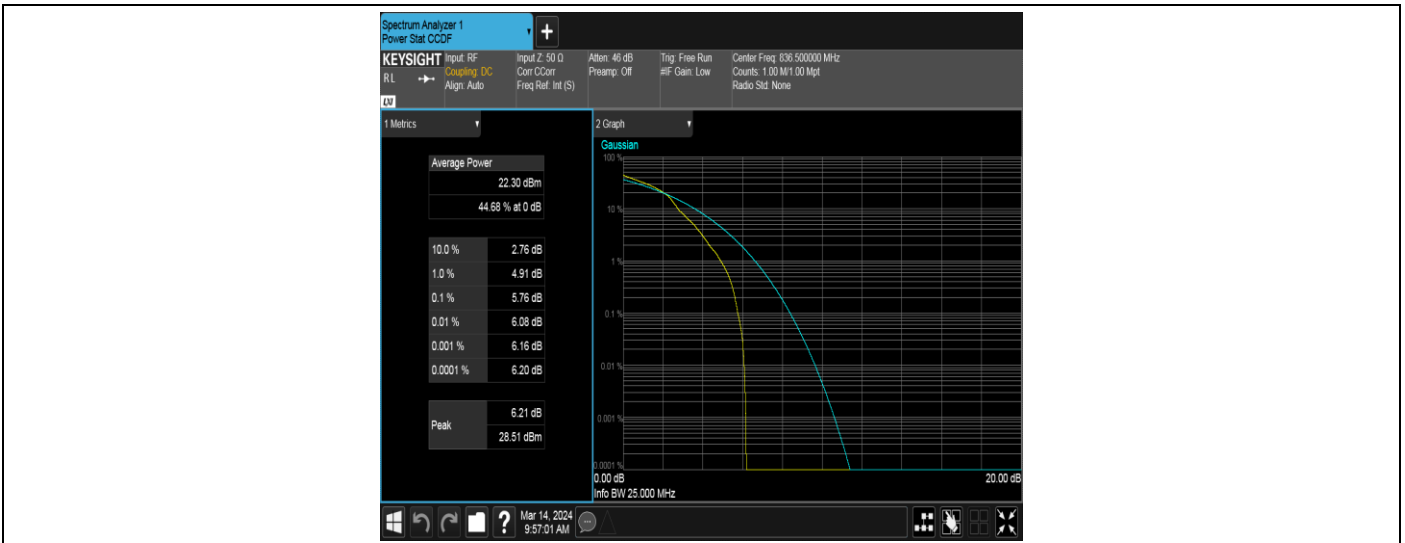 Spectrum Analyzer 1
Power Stat CCDF
+
KEYSIGHT Input: RF Input Z: 50 Ω Atten: 46 dB Trig: Free Run Center Freq: 836.500000 MHz
RL Coupling: DC Corr CCorr Preamp: Off #IF Gain: Low Counts: 1.00 M/1.00 Mpt
Align: Auto Freq Ref: Int (S) Radio Std: None
LXI
1 Metrics
Average Power
22.30 dBm
44.68 % at 0 dB
10.0 % 2.76 dB
1.0 % 4.91 dB
0.1 % 5.76 dB
0.01 % 6.08 dB
0.001 % 6.16 dB
0.0001 % 6.20 dB
Peak 6.21 dB
28.51 dBm
2 Graph
Gaussian
100 %
10 %
1 %
0.1 %
0.01 %
0.001 %
0.0001 %
0.00 dB 20.00 dB
Info BW 25.000 MHz
? Mar 14, 2024
9:57:01 AM